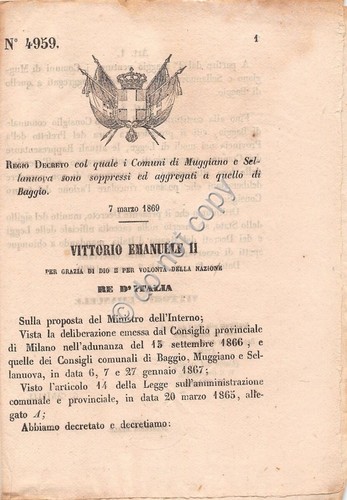 N° 4959.
1
REGIO DECRETO col quale i Comuni di Muggiano e Sel-
lanuova sono soppressi ed aggregati a quello di
Baggio.
7 marzo 1869
VITTORIO EMANUELE II
PER GRAZIA DI DIO E PER VOLONTÀ DELLA NAZIONE
RE D'ITALIA
Sulla proposta del Ministro dell'Interno;
Vista la deliberazione emessa dal Consiglio provinciale
di Milano nell'adunanza del 15 settembre 1866, e
quelle dei Consigli comunali di Baggio, Muggiano e Sel-
lanuova, in data 6, 7 e 27 gennaio 1867;
Visto l'articolo 14 della Legge sull'amministrazione
comunale e provinciale, in data 20 marzo 1865, alle-
gato A;
Abbiamo decretato e decretiamo:
do not copy